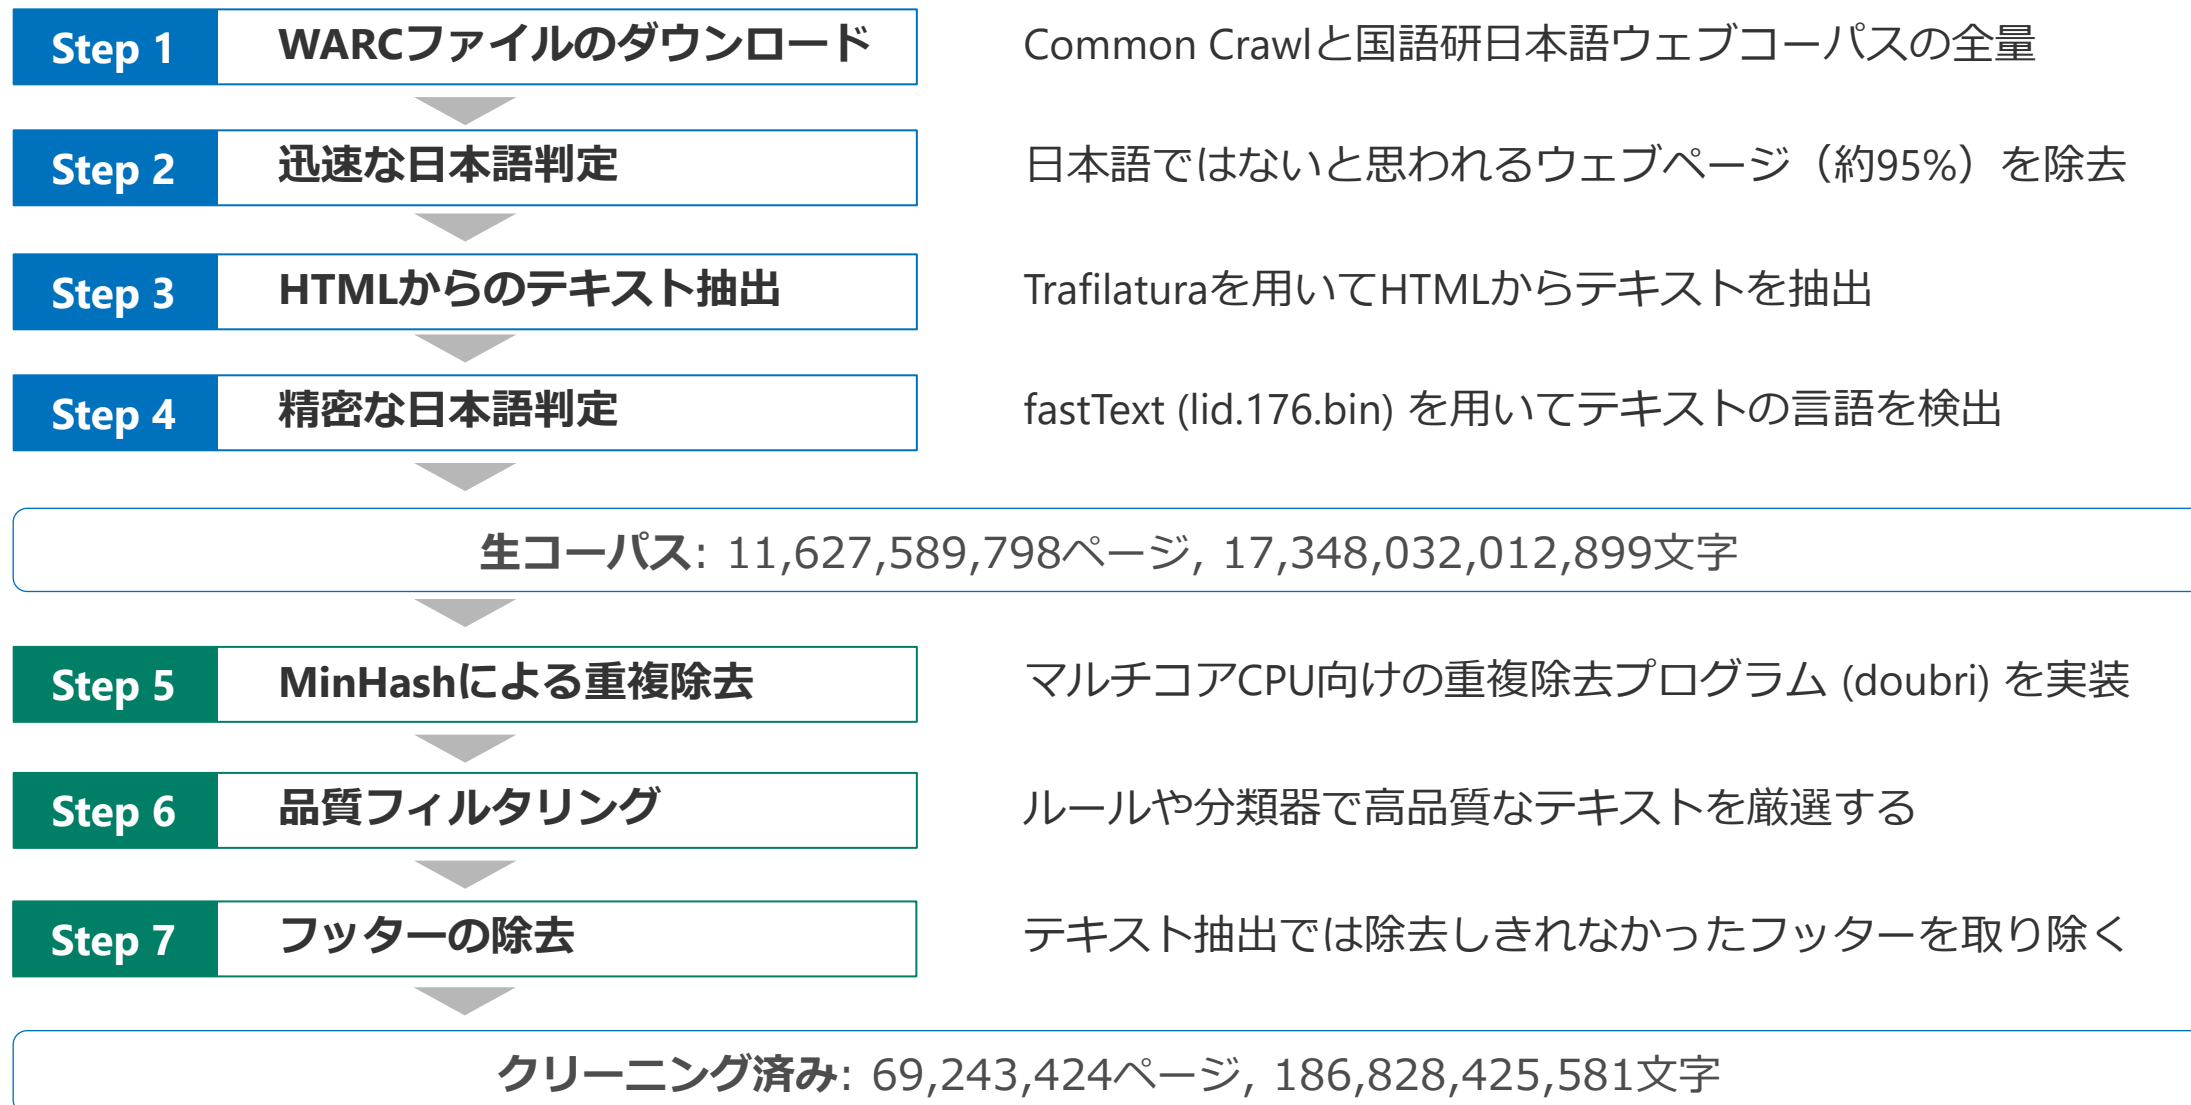 Step 1 WARCファイルのダウンロード Common Crawlと国語研日本語ウェブコーパスの全量
Step 2 迅速な日本語判定 日本語ではないと思われるウェブページ（約95%）を除去
Step 3 HTMLからのテキスト抽出 Trafilaturaを用いてHTMLからテキストを抽出
Step 4 精密な日本語判定 fastText (lid.176.bin) を用いてテキストの言語を検出
生コーパス: 11,627,589,798ページ, 17,348,032,012,899文字
Step 5 MinHashによる重複除去 マルチコアCPU向けの重複除去プログラム (doubri) を実装
Step 6 品質フィルタリング ルールや分類器で高品質なテキストを厳選する
Step 7 フッターの除去 テキスト抽出では除去しきれなかったフッターを取り除く
クリーニング済み: 69,243,424ページ, 186,828,425,581文字